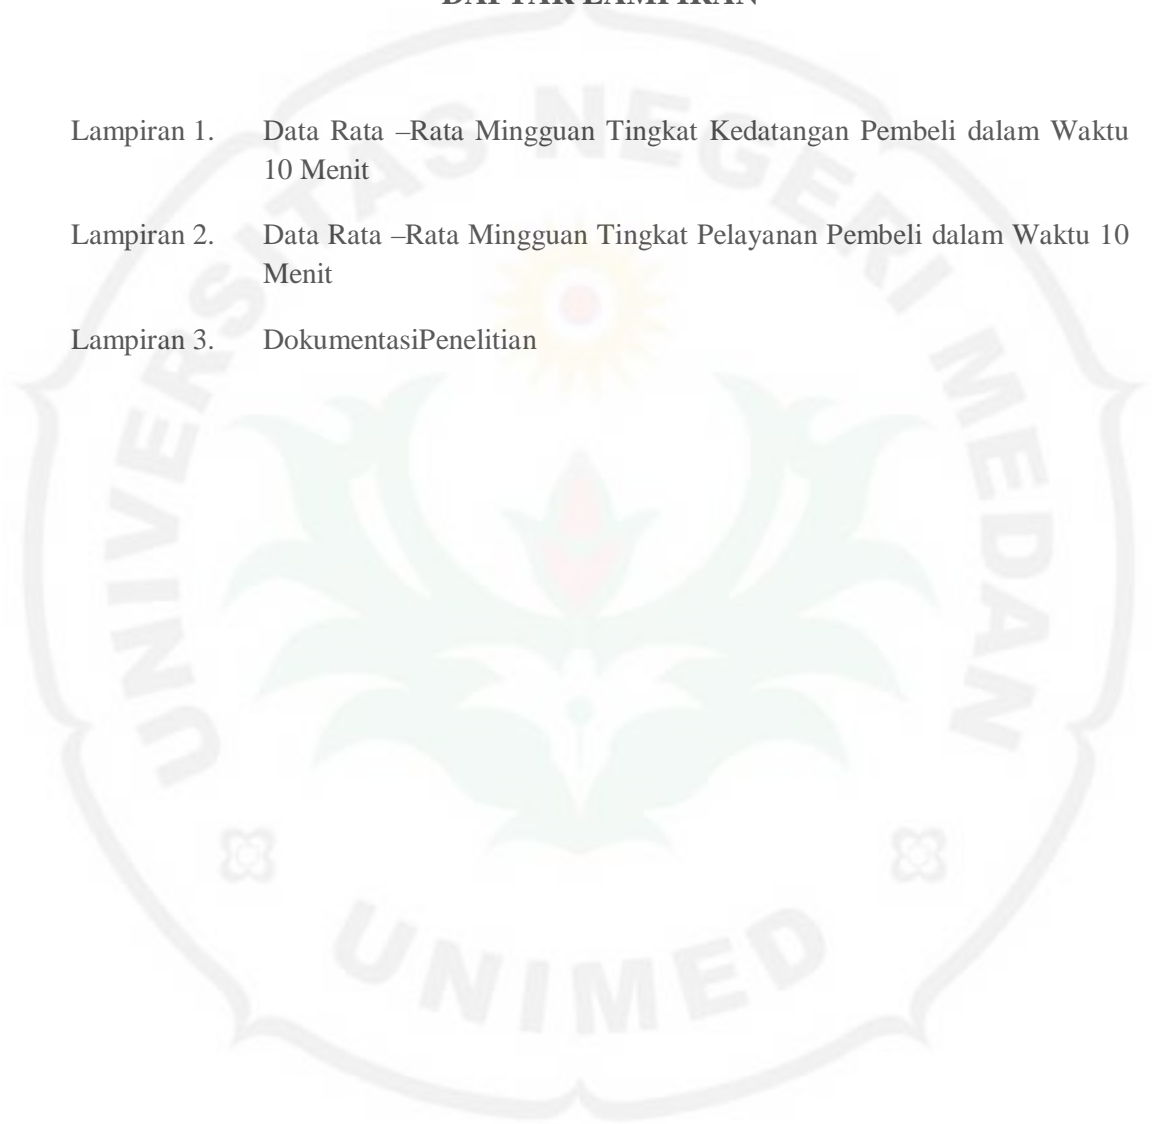 DAFTAR LAMPIRAN
Lampiran 1. Data Rata –Rata Mingguan Tingkat Kedatangan Pembeli dalam Waktu
10 Menit
Lampiran 2. Data Rata –Rata Mingguan Tingkat Pelayanan Pembeli dalam Waktu 10
Menit
Lampiran 3. DokumentasiPenelitian
UNIVERSITAS NEGERI MEDAN
UNIMED